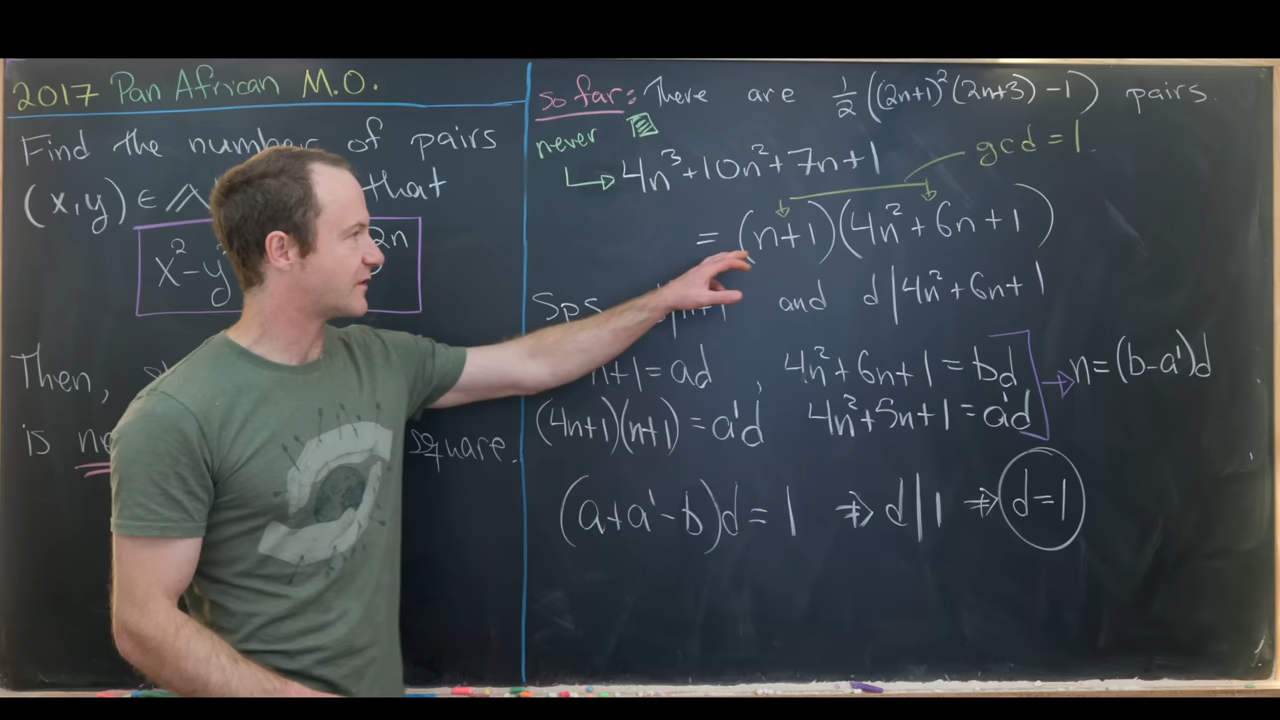 2017 Pan African M.O.
Find the number of pairs
(x,y) ∈ that
x² - y 2n
Then,
is square.
so far: There are ½((2n+1)²(2n+3) - 1) pairs.
never
gcd = 1.
4n³ + 10n² + 7n + 1
= (n+1)(4n² + 6n + 1)
Sps and d | 4n² + 6n + 1
n+1 = ad , 4n² + 6n + 1 = bd → n = (b - a')d
(4n+1)(n+1) = a'd 4n² + 5n + 1 = a'd
(a + a' - b)d = 1 ⇒ d | 1 ⇒ d = 1